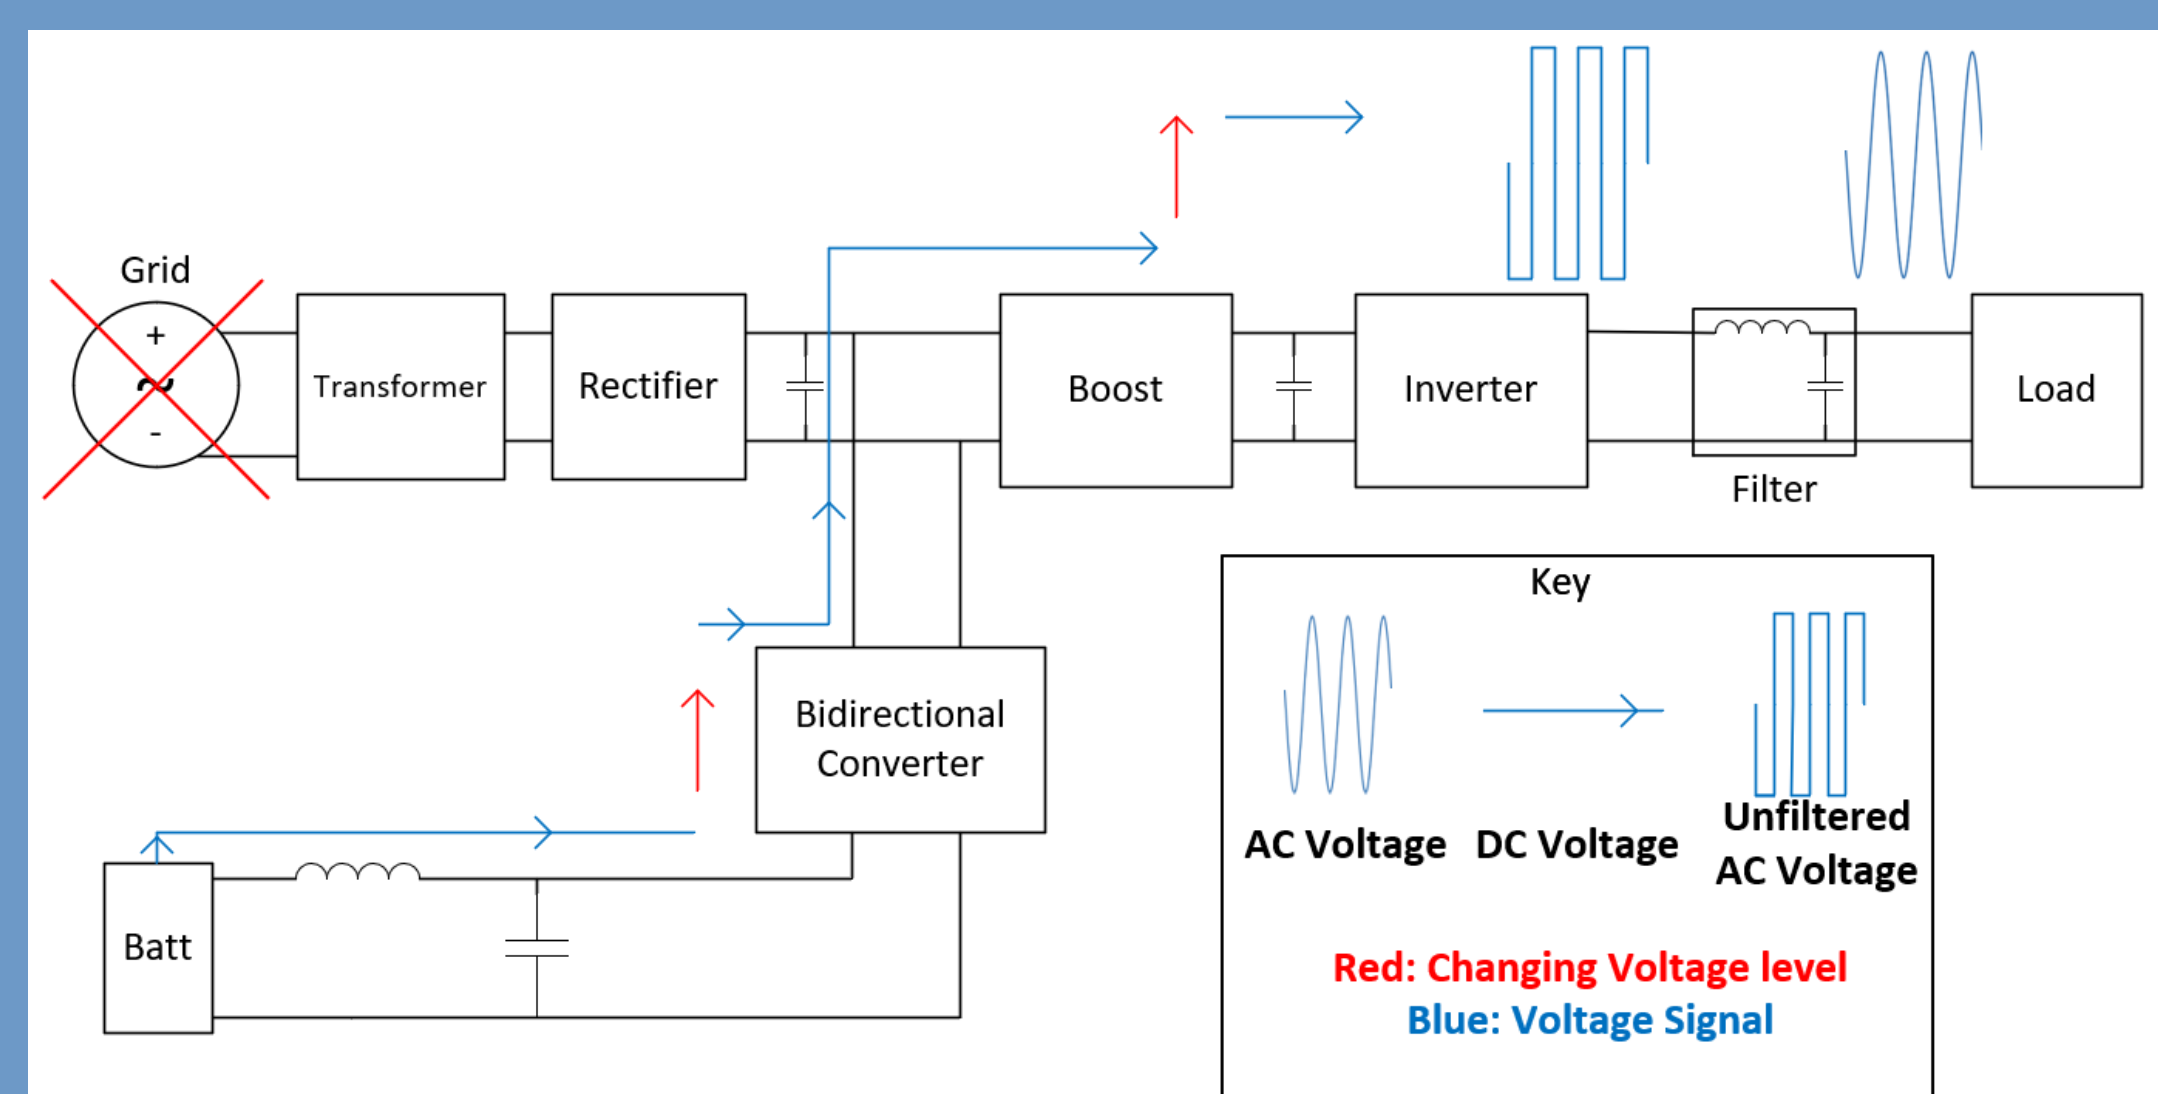 Grid
+
~
-
Transformer
Rectifier
Boost
Inverter
Filter
Load
Bidirectional
Converter
Batt
Key
AC Voltage
DC Voltage
Unfiltered
AC Voltage
Red: Changing Voltage level
Blue: Voltage Signal